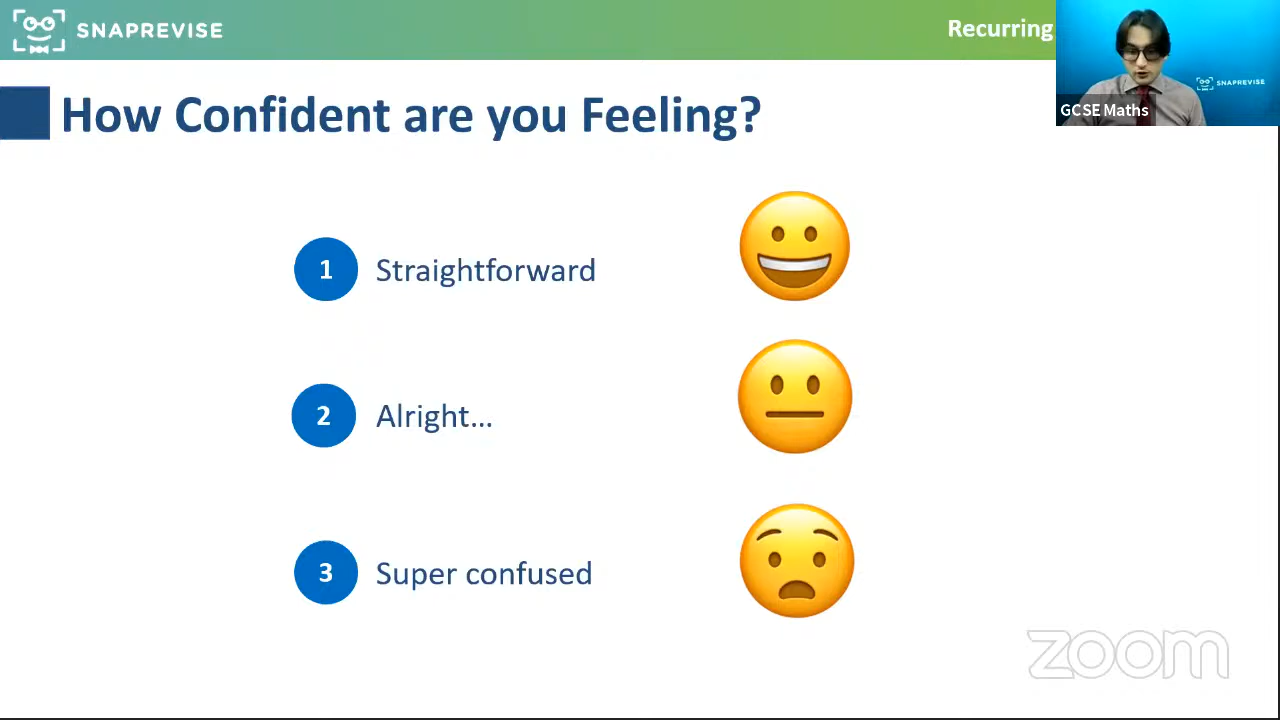 SNAPREVISE
Recurring
SNAPREVISE
GCSE Maths
How Confident are you Feeling?
1 Straightforward
2 Alright...
3 Super confused
zoom